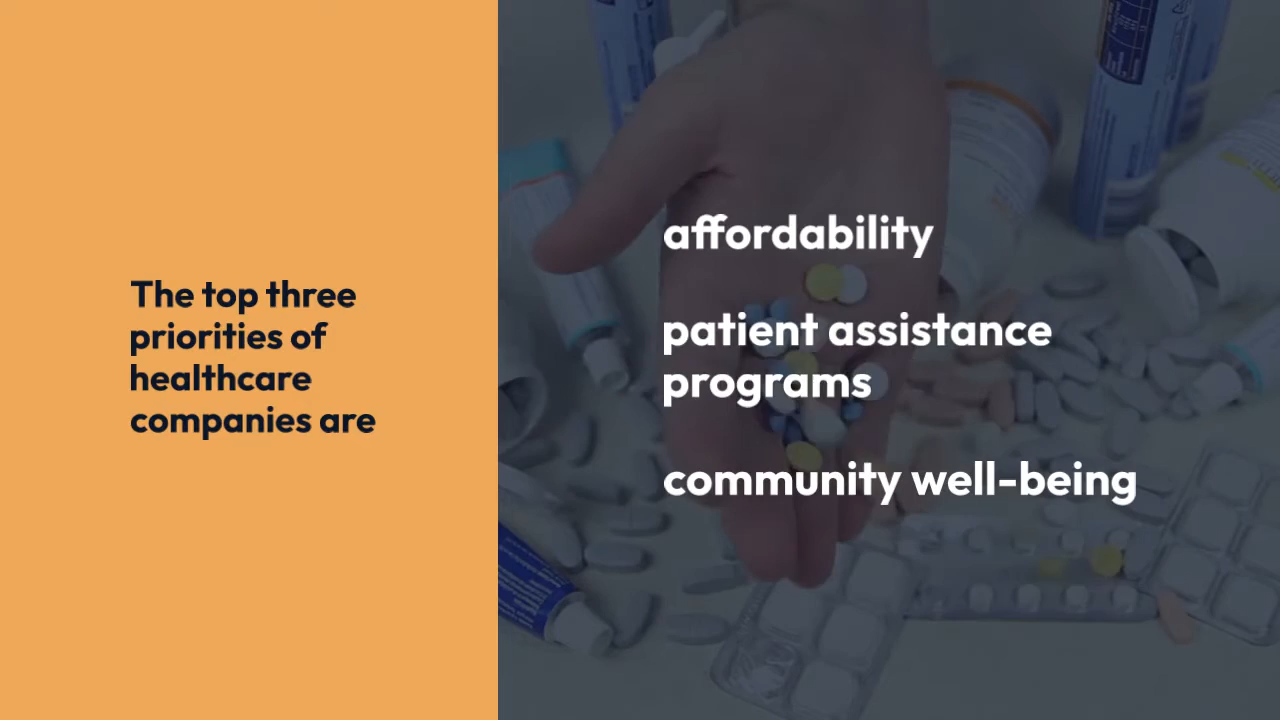 The top three
priorities of
healthcare
companies are
affordability
patient assistance
programs
community well-being